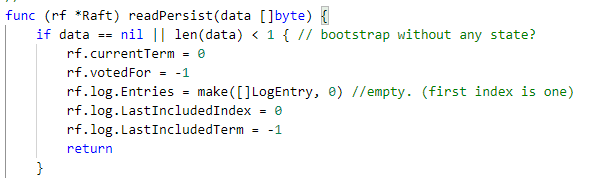 func (rf *Raft) readPersist(data []byte) {
    if data == nil || len(data) < 1 { // bootstrap without any state?
        rf.currentTerm = 0
        rf.votedFor = -1
        rf.log.Entries = make([]LogEntry, 0) //empty. (first index is one)
        rf.log.LastIncludedIndex = 0
        rf.log.LastIncludedTerm = -1
        return
    }